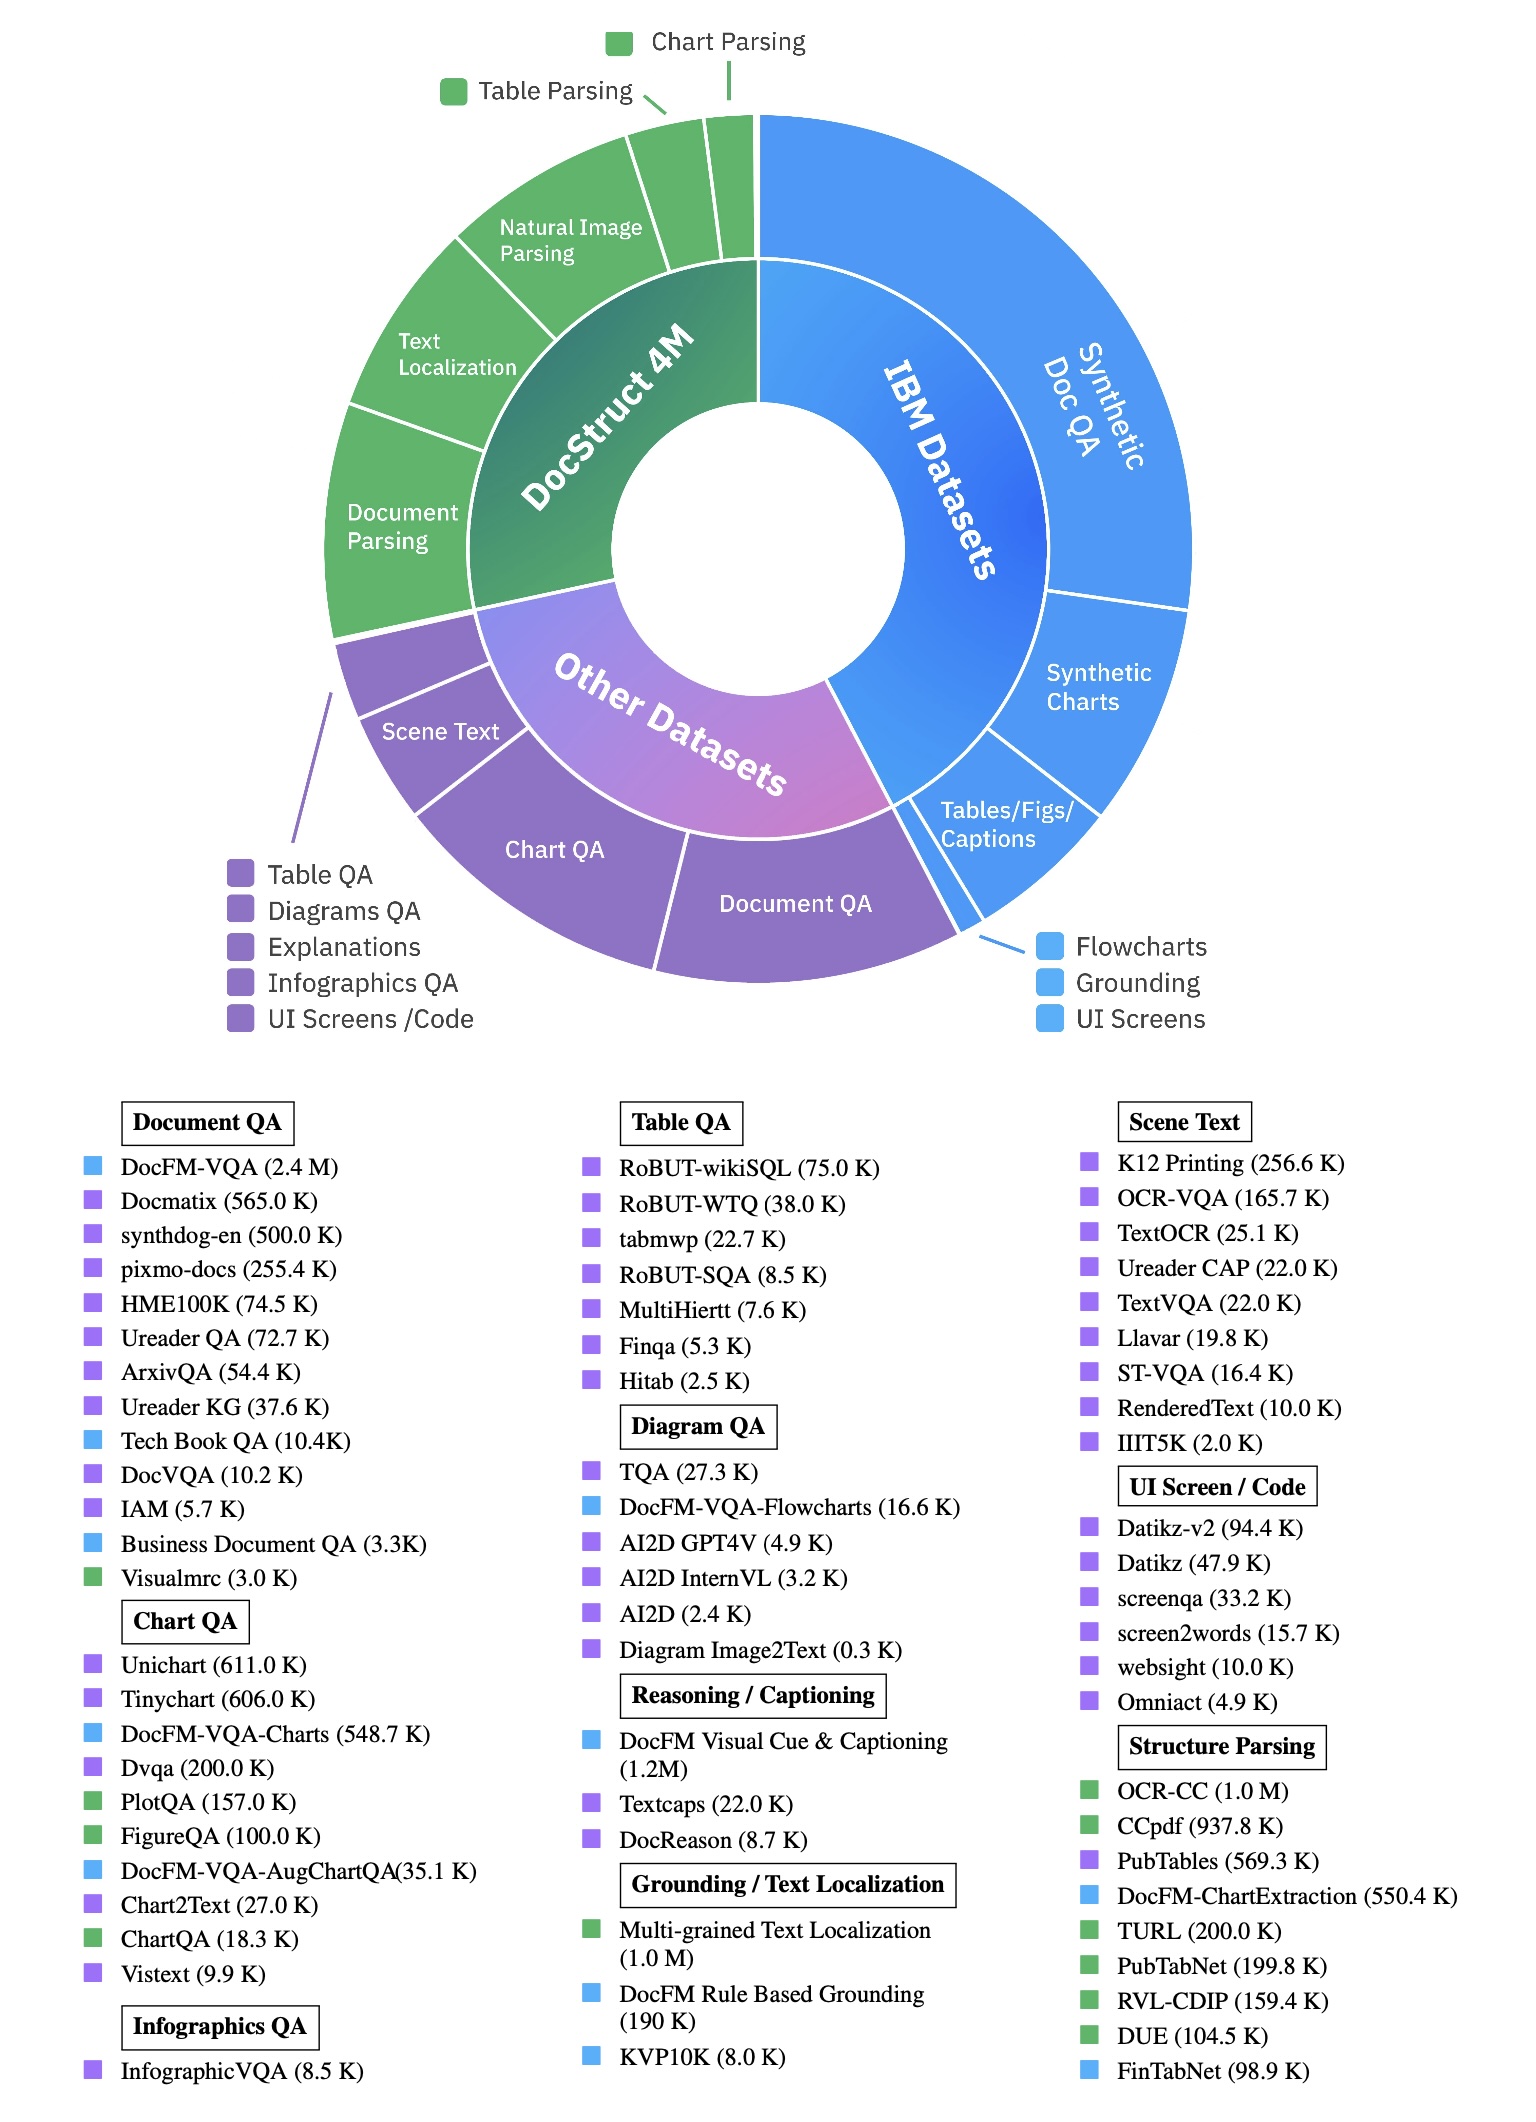 Chart Parsing
Table Parsing
Natural Image
Parsing
Text
Localization
Document
Parsing
DocStruct 4M
IBM Datasets
Other Datasets
Synthetic
Doc QA
Synthetic
Charts
Tables/Figs/
Captions
Scene Text
Chart QA
Document QA
Table QA
Diagrams QA
Explanations
Infographics QA
UI Screens /Code
Flowcharts
Grounding
UI Screens
Document QA
DocFM-VQA (2.4 M)
Docmatix (565.0 K)
synthdog-en (500.0 K)
pixmo-docs (255.4 K)
HME100K (74.5 K)
Ureader QA (72.7 K)
ArxivQA (54.4 K)
Ureader KG (37.6 K)
Tech Book QA (10.4K)
DocVQA (10.2 K)
IAM (5.7 K)
Business Document QA (3.3K)
Visualmrc (3.0 K)
Chart QA
Unichart (611.0 K)
Tinychart (606.0 K)
DocFM-VQA-Charts (548.7 K)
Dvqa (200.0 K)
PlotQA (157.0 K)
FigureQA (100.0 K)
DocFM-VQA-AugChartQA(35.1 K)
Chart2Text (27.0 K)
ChartQA (18.3 K)
Vistext (9.9 K)
Infographics QA
InfographicVQA (8.5 K)
Table QA
RoBUT-wikiSQL (75.0 K)
RoBUT-WTQ (38.0 K)
tabmwp (22.7 K)
RoBUT-SQA (8.5 K)
MultiHiertt (7.6 K)
Finqa (5.3 K)
Hitab (2.5 K)
Diagram QA
TQA (27.3 K)
DocFM-VQA-Flowcharts (16.6 K)
AI2D GPT4V (4.9 K)
AI2D InternVL (3.2 K)
AI2D (2.4 K)
Diagram Image2Text (0.3 K)
Reasoning / Captioning
DocFM Visual Cue & Captioning
(1.2M)
Textcaps (22.0 K)
DocReason (8.7 K)
Grounding / Text Localization
Multi-grained Text Localization
(1.0 M)
DocFM Rule Based Grounding
(190 K)
KVP10K (8.0 K)
Scene Text
K12 Printing (256.6 K)
OCR-VQA (165.7 K)
TextOCR (25.1 K)
Ureader CAP (22.0 K)
TextVQA (22.0 K)
Llavar (19.8 K)
ST-VQA (16.4 K)
RenderedText (10.0 K)
IIIT5K (2.0 K)
UI Screen / Code
Datikz-v2 (94.4 K)
Datikz (47.9 K)
screenqa (33.2 K)
screen2words (15.7 K)
websight (10.0 K)
Omniact (4.9 K)
Structure Parsing
OCR-CC (1.0 M)
CCpdf (937.8 K)
PubTables (569.3 K)
DocFM-ChartExtraction (550.4 K)
TURL (200.0 K)
PubTabNet (199.8 K)
RVL-CDIP (159.4 K)
DUE (104.5 K)
FinTabNet (98.9 K)